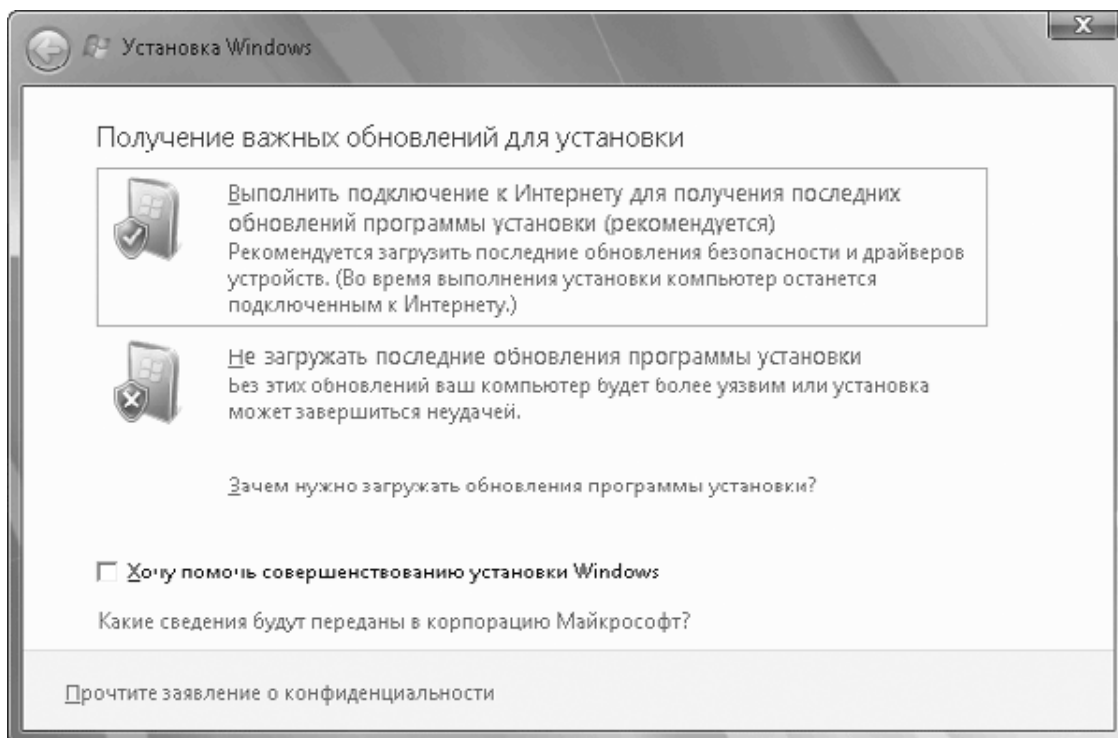 Установка Windows
Получение важных обновлений для установки
Выполнить подключение к Интернету для получения последних
обновлений программы установки (рекомендуется)
Рекомендуется загрузить последние обновления безопасности и драйверов
устройств. (Во время выполнения установки компьютер останется
подключенным к Интернету.)
Не загружать последние обновления программы установки
Без этих обновлений ваш компьютер будет более уязвим или установка
может завершиться неудачей.
Зачем нужно загружать обновления программы установки?
Хочу помочь совершенствованию установки Windows
Какие сведения будут переданы в корпорацию Майкрософт?
Прочтите заявление о конфиденциальности